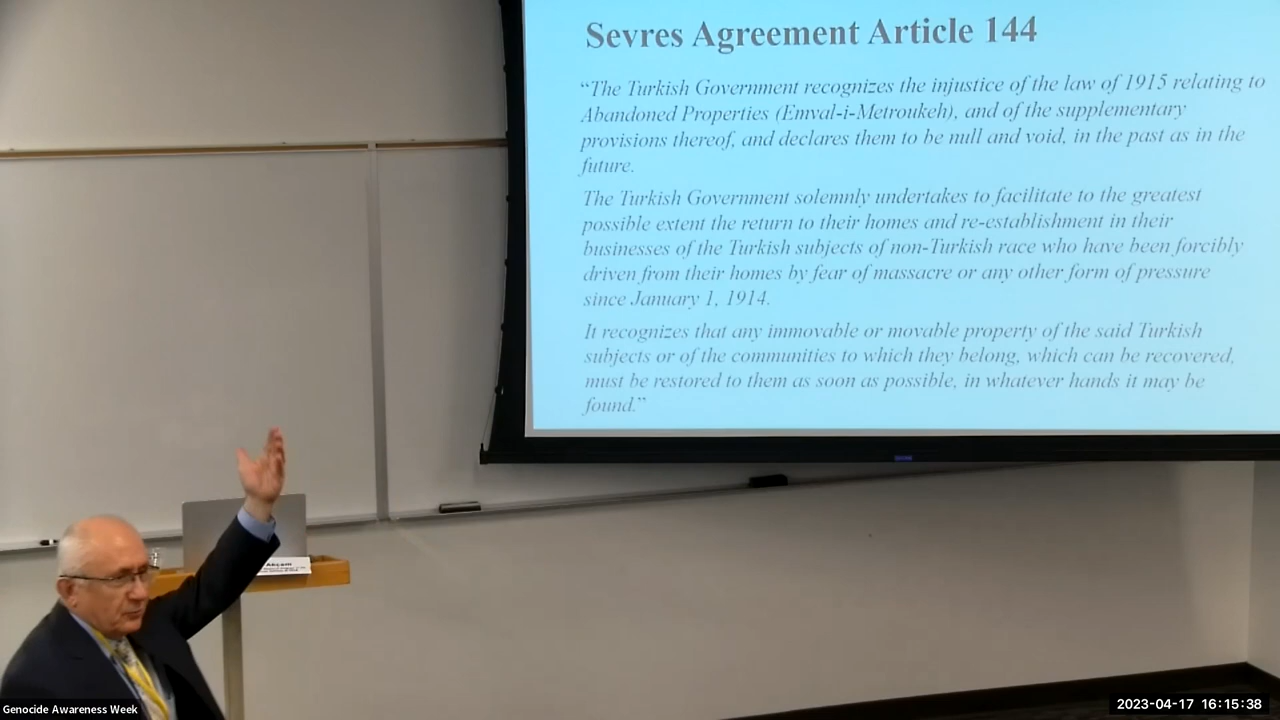 Sevres Agreement Article 144
“The Turkish Government recognizes the injustice of the law of 1915 relating to
Abandoned Properties (Emval-i-Metroukeh), and of the supplementary
provisions thereof, and declares them to be null and void, in the past as in the
future.
The Turkish Government solemnly undertakes to facilitate to the greatest
possible extent the return to their homes and re-establishment in their
businesses of the Turkish subjects of non-Turkish race who have been forcibly
driven from their homes by fear of massacre or any other form of pressure
since January 1, 1914.
It recognizes that any immovable or movable property of the said Turkish
subjects or of the communities to which they belong, which can be recovered,
must be restored to them as soon as possible, in whatever hands it may be
found.”
Akçam
Genocide Awareness Week
2023-04-17 16:15:38